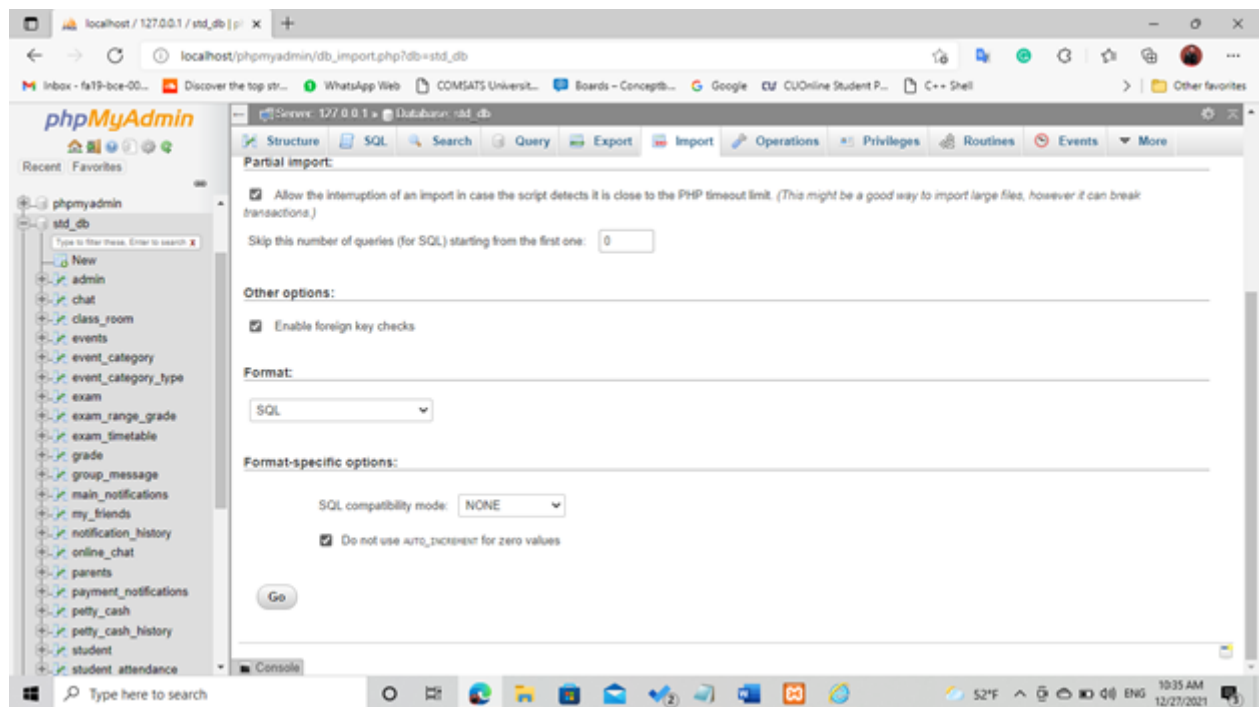 localhost / 127.0.0.1 / std_db | p
localhost/phpmyadmin/db_import.php?db=std_db
Inbox - fa19-bce-00... Discover the top str... WhatsApp Web COMSATS Universit... Boards – Conceptb... Google CUOnline Student P... C++ Shell Other favorites
phpMyAdmin
Recent Favorites
phpmyadmin
std_db
Type to filter these, Enter to search X
New
admin
chat
class_room
events
event_category
event_category_type
exam
exam_range_grade
exam_timetable
grade
group_message
main_notifications
my_friends
notification_history
online_chat
parents
payment_notifications
petty_cash
petty_cash_history
student
student_attendance
Server: 127.0.0.1 » Database: std_db
Structure SQL Search Query Export Import Operations Privileges Routines Events More
Partial import:
Allow the interruption of an import in case the script detects it is close to the PHP timeout limit. (This might be a good way to import large files, however it can break
transactions.)
Skip this number of queries (for SQL) starting from the first one: 0
Other options:
Enable foreign key checks
Format:
SQL
Format-specific options:
SQL compatibility mode: NONE
Do not use AUTO_INCREMENT for zero values
Go
Console
Type here to search
52°F ENG 10:35 AM
12/27/2021